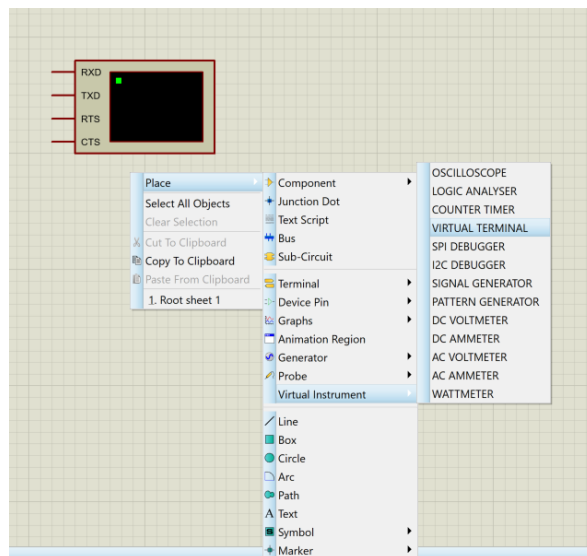 RXD
TXD
RTS
CTS
Place
Select All Objects
Clear Selection
Cut To Clipboard
Copy To Clipboard
Paste From Clipboard
1. Root sheet 1
Component
Junction Dot
Text Script
Bus
Sub-Circuit
Terminal
Device Pin
Graphs
Animation Region
Generator
Probe
Virtual Instrument
Line
Box
Circle
Arc
Path
A Text
Symbol
Marker
OSCILLOSCOPE
LOGIC ANALYSER
COUNTER TIMER
VIRTUAL TERMINAL
SPI DEBUGGER
I2C DEBUGGER
SIGNAL GENERATOR
PATTERN GENERATOR
DC VOLTMETER
DC AMMETER
AC VOLTMETER
AC AMMETER
WATTMETER